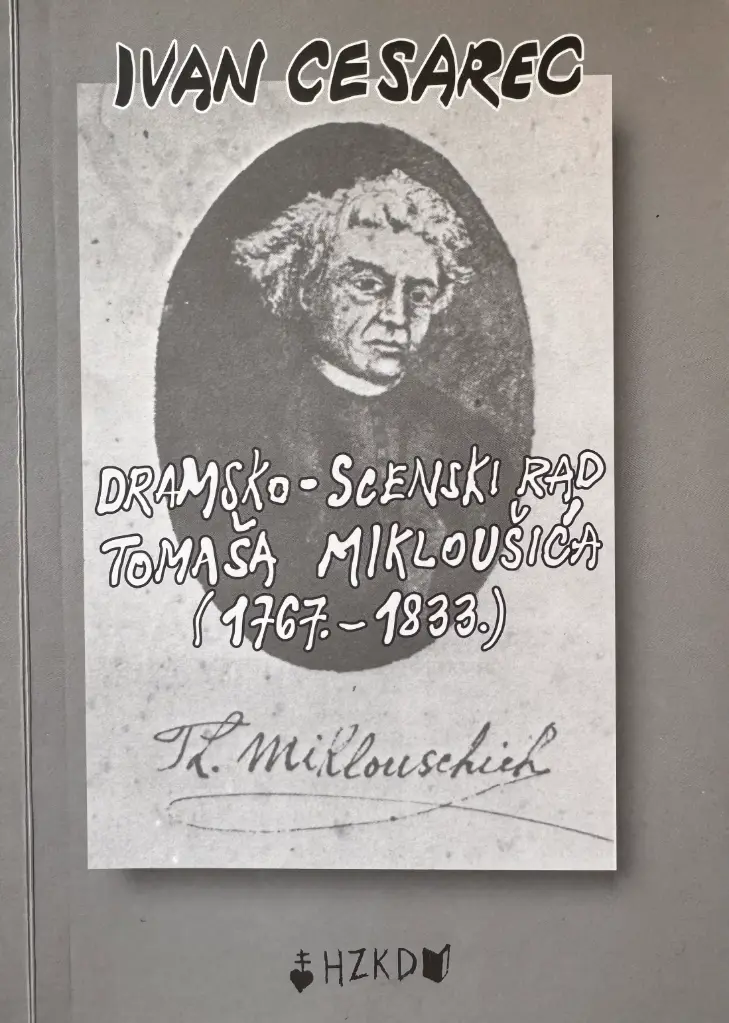 IVAN CESAREC
DRAMSKO-SCENSKI RAD
TOMAŠA MIKLOUŠIĆA
(1767.-1833.)
Th. Miklouschich
HZKD